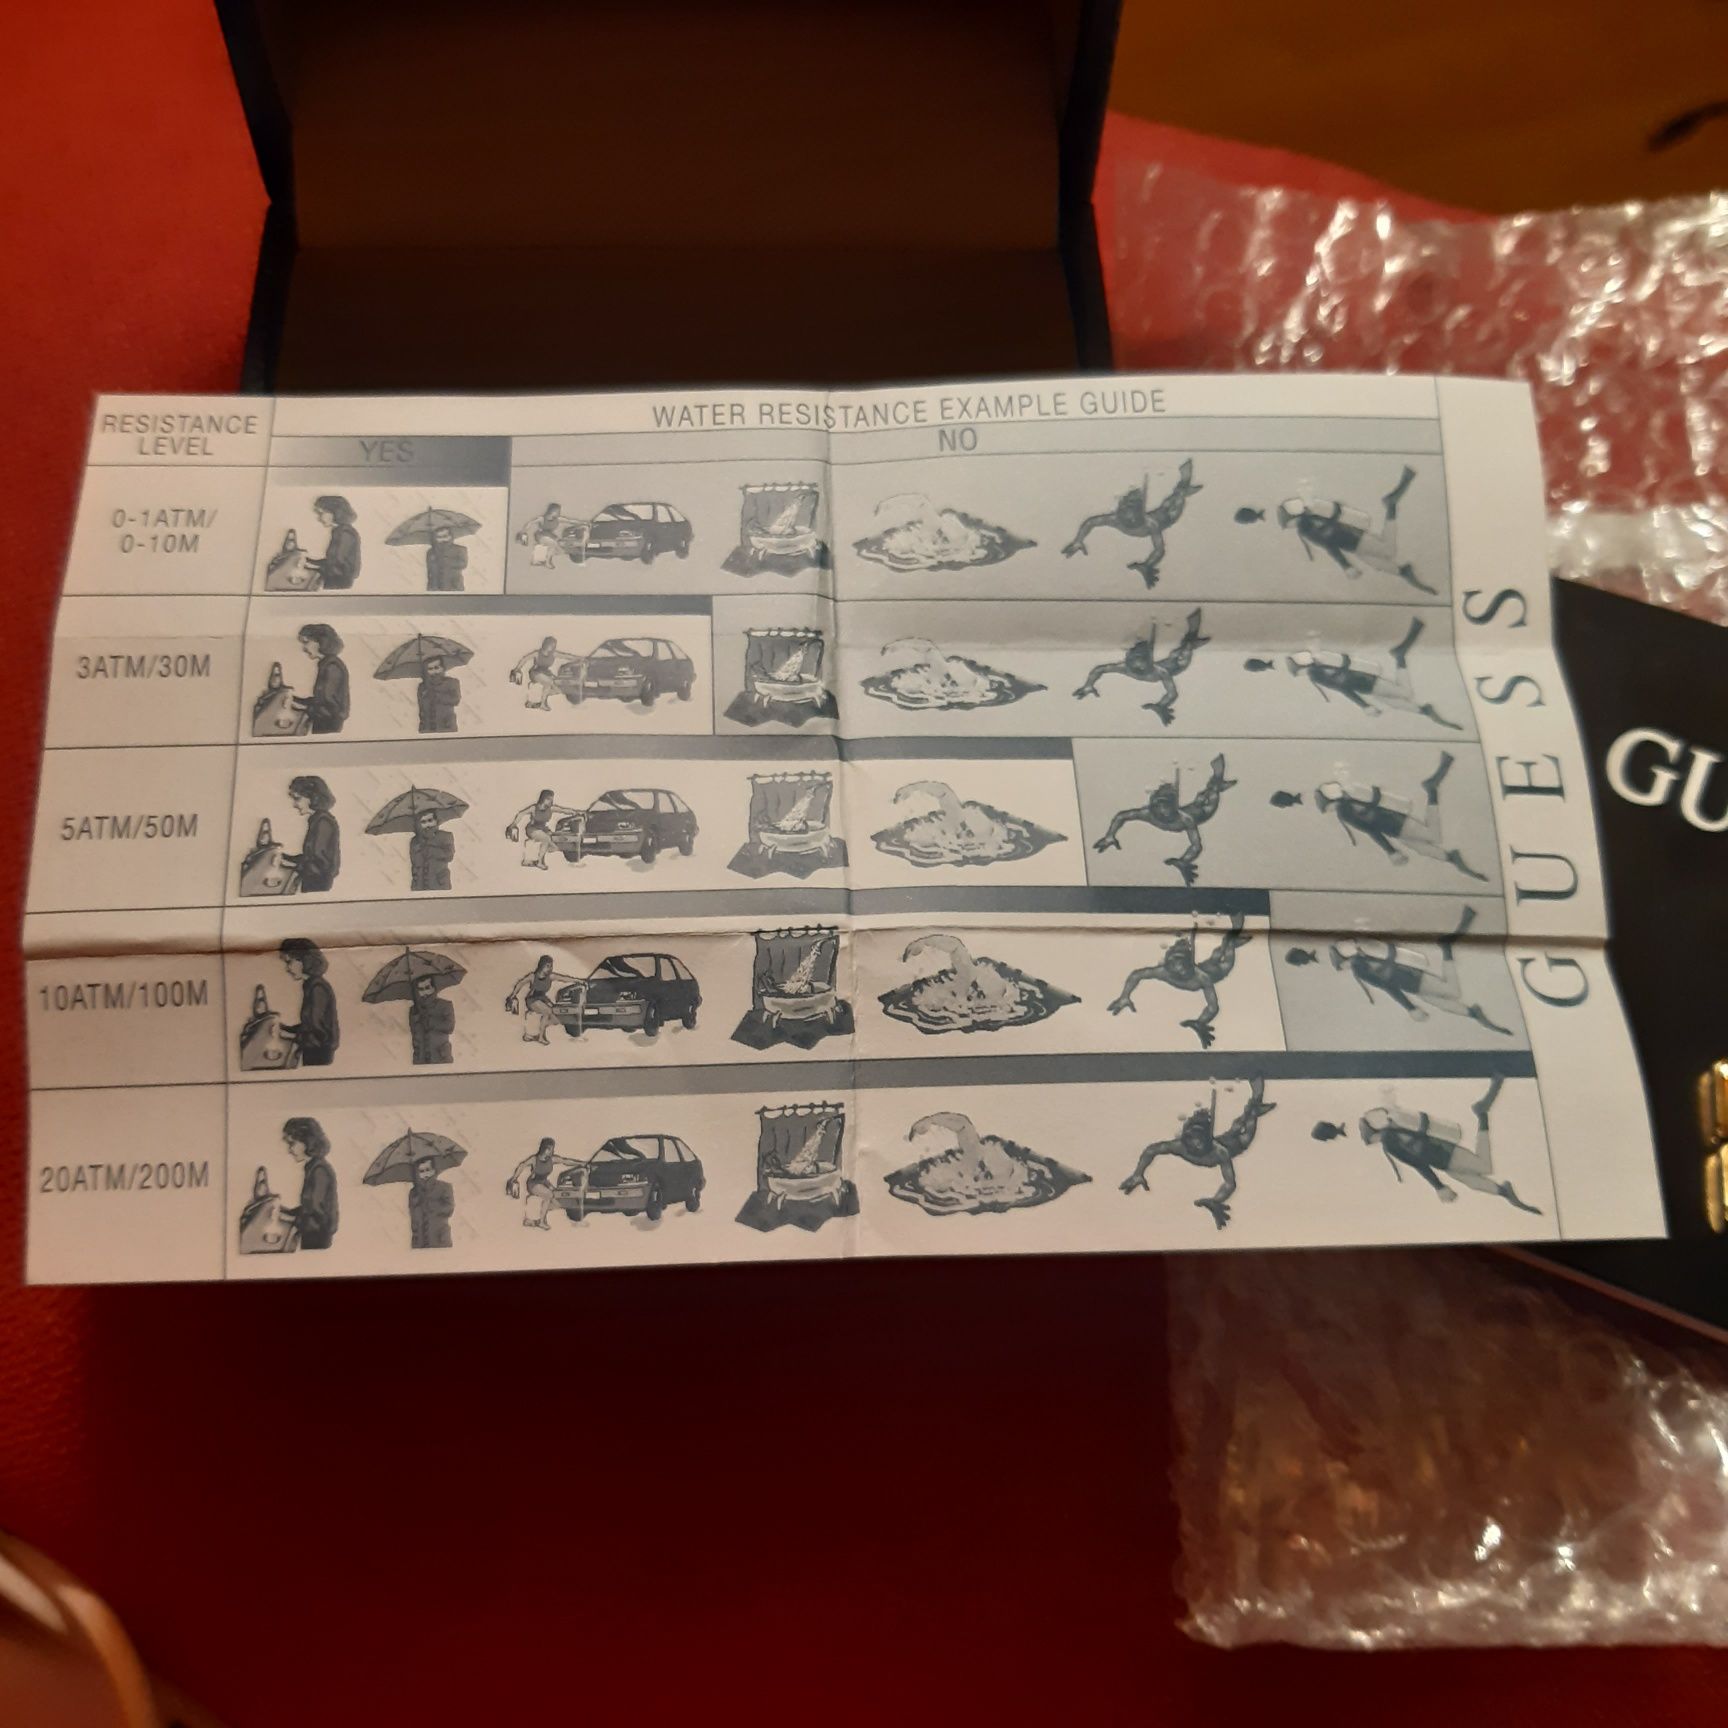 RESISTANCE
LEVEL
WATER RESISTANCE EXAMPLE GUIDE
YES
NO
0-1ATM/
0-10M
3ATM/30M
5ATM/50M
10ATM/100M
20ATM/200M
GUESS
GU